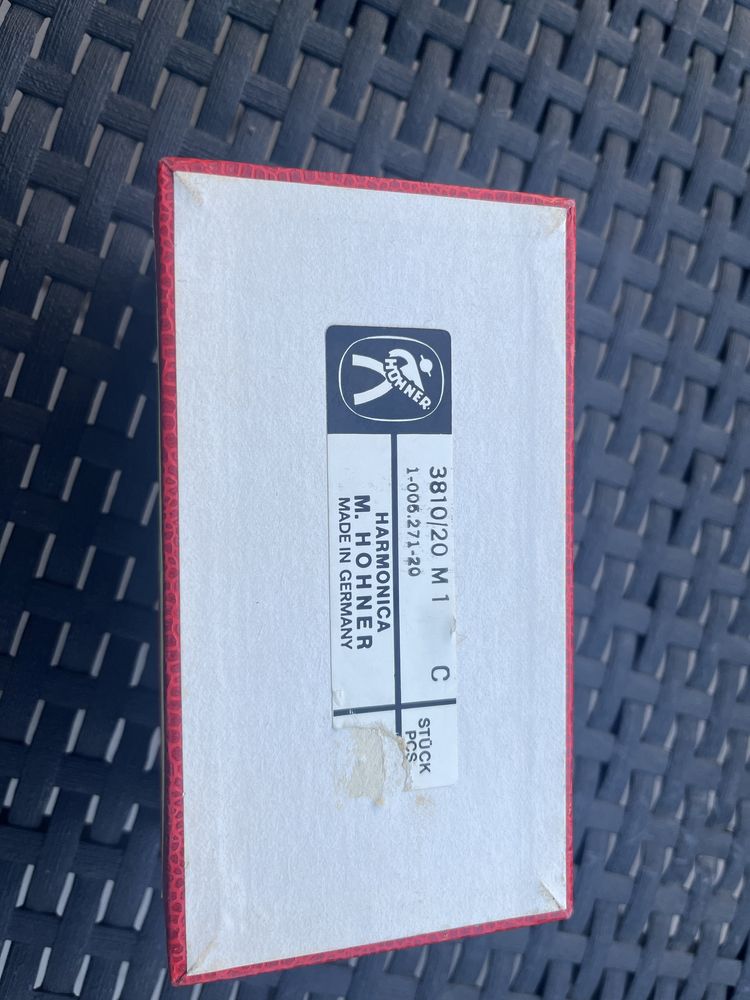 HOHNER
3810/20 M 1 C
1-006.271-20
HARMONICA
M. HOHNER
MADE IN GERMANY
STÜCK
PCS